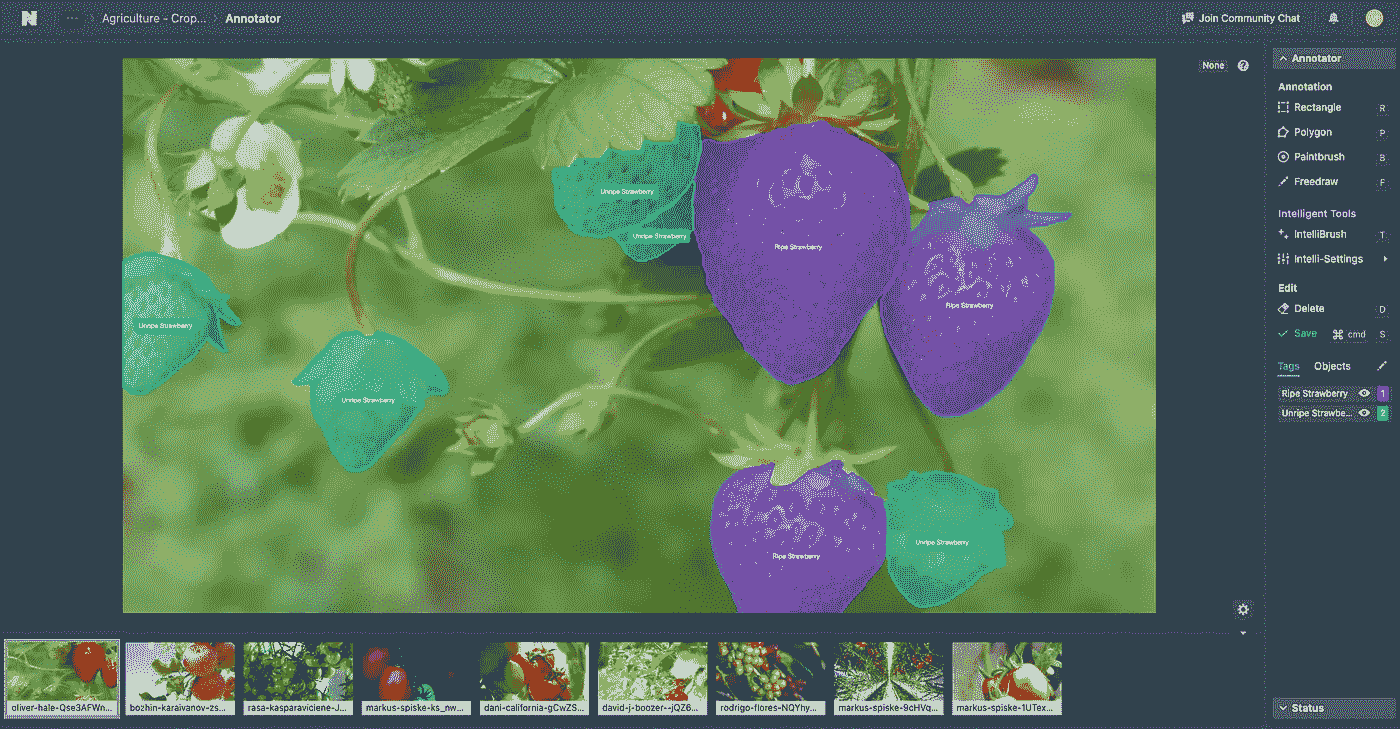 N ... Agriculture - Crop... Annotator
Join Community Chat
None
Annotator
Annotation
Rectangle R
Polygon P
Paintbrush B
Freedraw F
Intelligent Tools
IntelliBrush T
Intelli-Settings
Edit
Delete D
Save cmd S
Tags Objects
Ripe Strawberry 1
Unripe Strawbe... 2
Status
Unripe Strawberry
Unripe Strawberry
Ripe Strawberry
Ripe Strawberry
Unripe Strawberry
Unripe Strawberry
Unripe Strawberry
Ripe Strawberry
oliver-hale-Qse3AFWn...
bozhin-karaivanov-zs...
rasa-kasparaviciene-J...
markus-spiske-ks_nw...
dani-california-gCwZS...
david-j-boozer--jQZ6...
rodrigo-flores-NQYhy...
markus-spiske-9cHVq...
markus-spiske-1UTex...